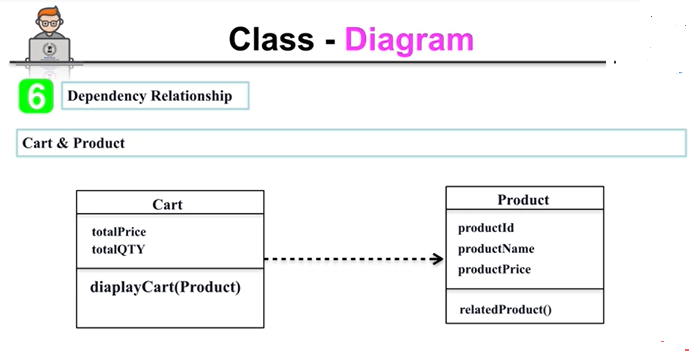 Class - Diagram
6
Dependency Relationship
Cart & Product
Cart
totalPrice
totalQTY
diaplayCart(Product)
Product
productId
productName
productPrice
relatedProduct()